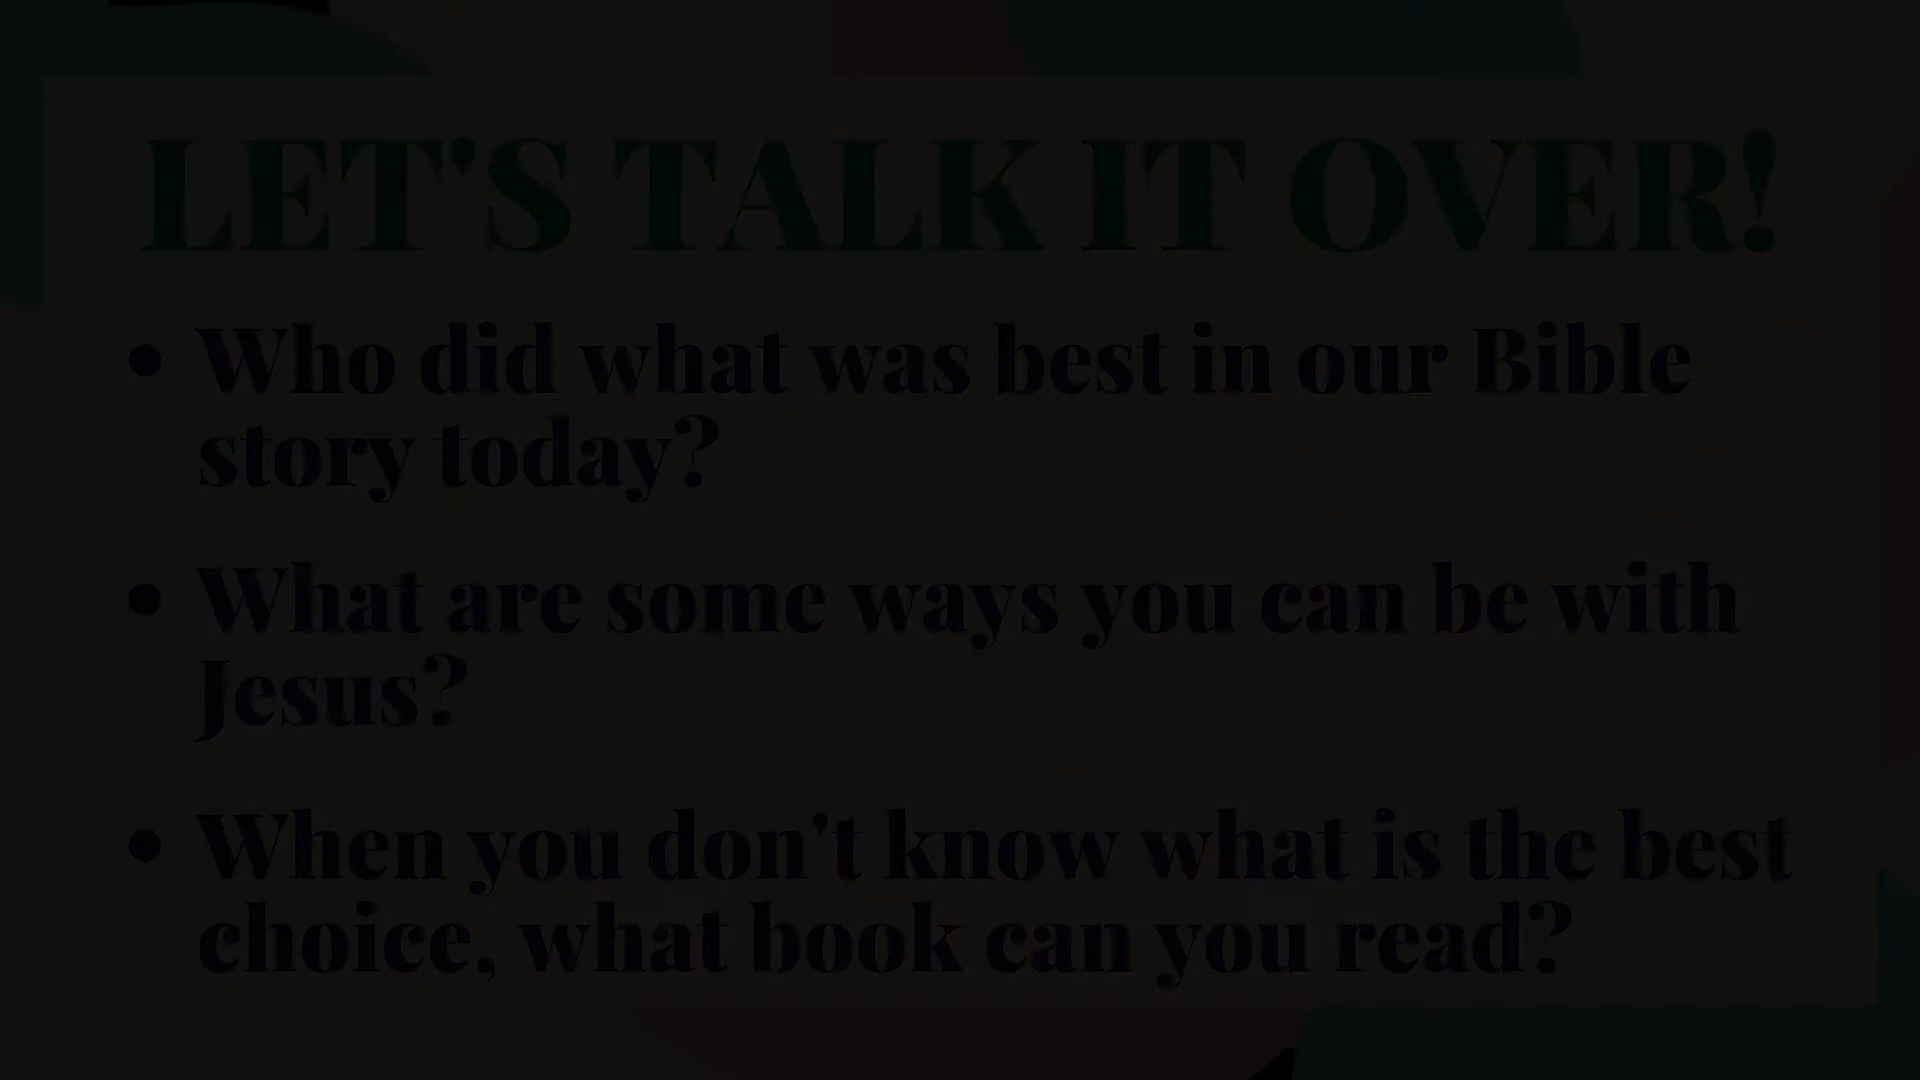 LET'S TALK IT OVER!
• Who did what was best in our Bible
story today?
• What are some ways you can be with
Jesus?
• When you don't know what is the best
choice, what book can you read?